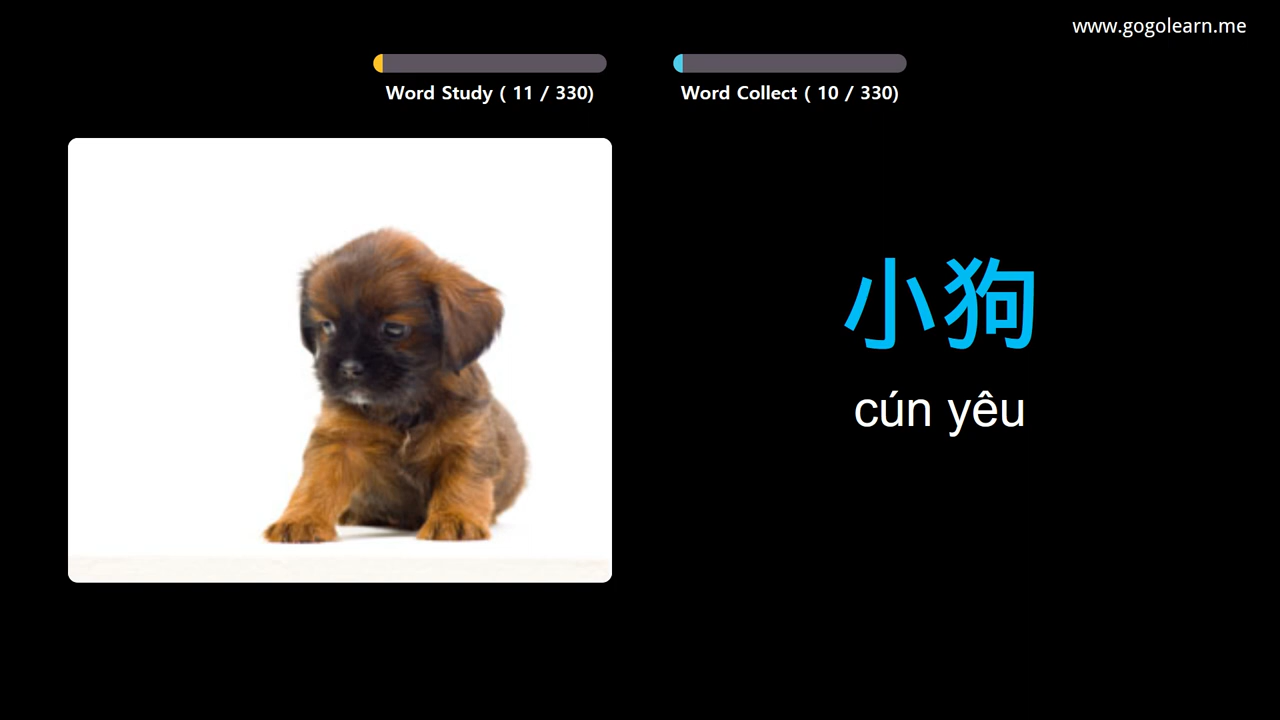 www.gogolearn.me
Word Study ( 11 / 330)
Word Collect ( 10 / 330)
小狗
cún yêu